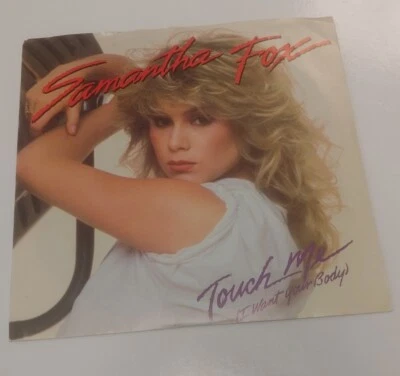 Samantha Fox
Touch Me
(I Want Your Body)